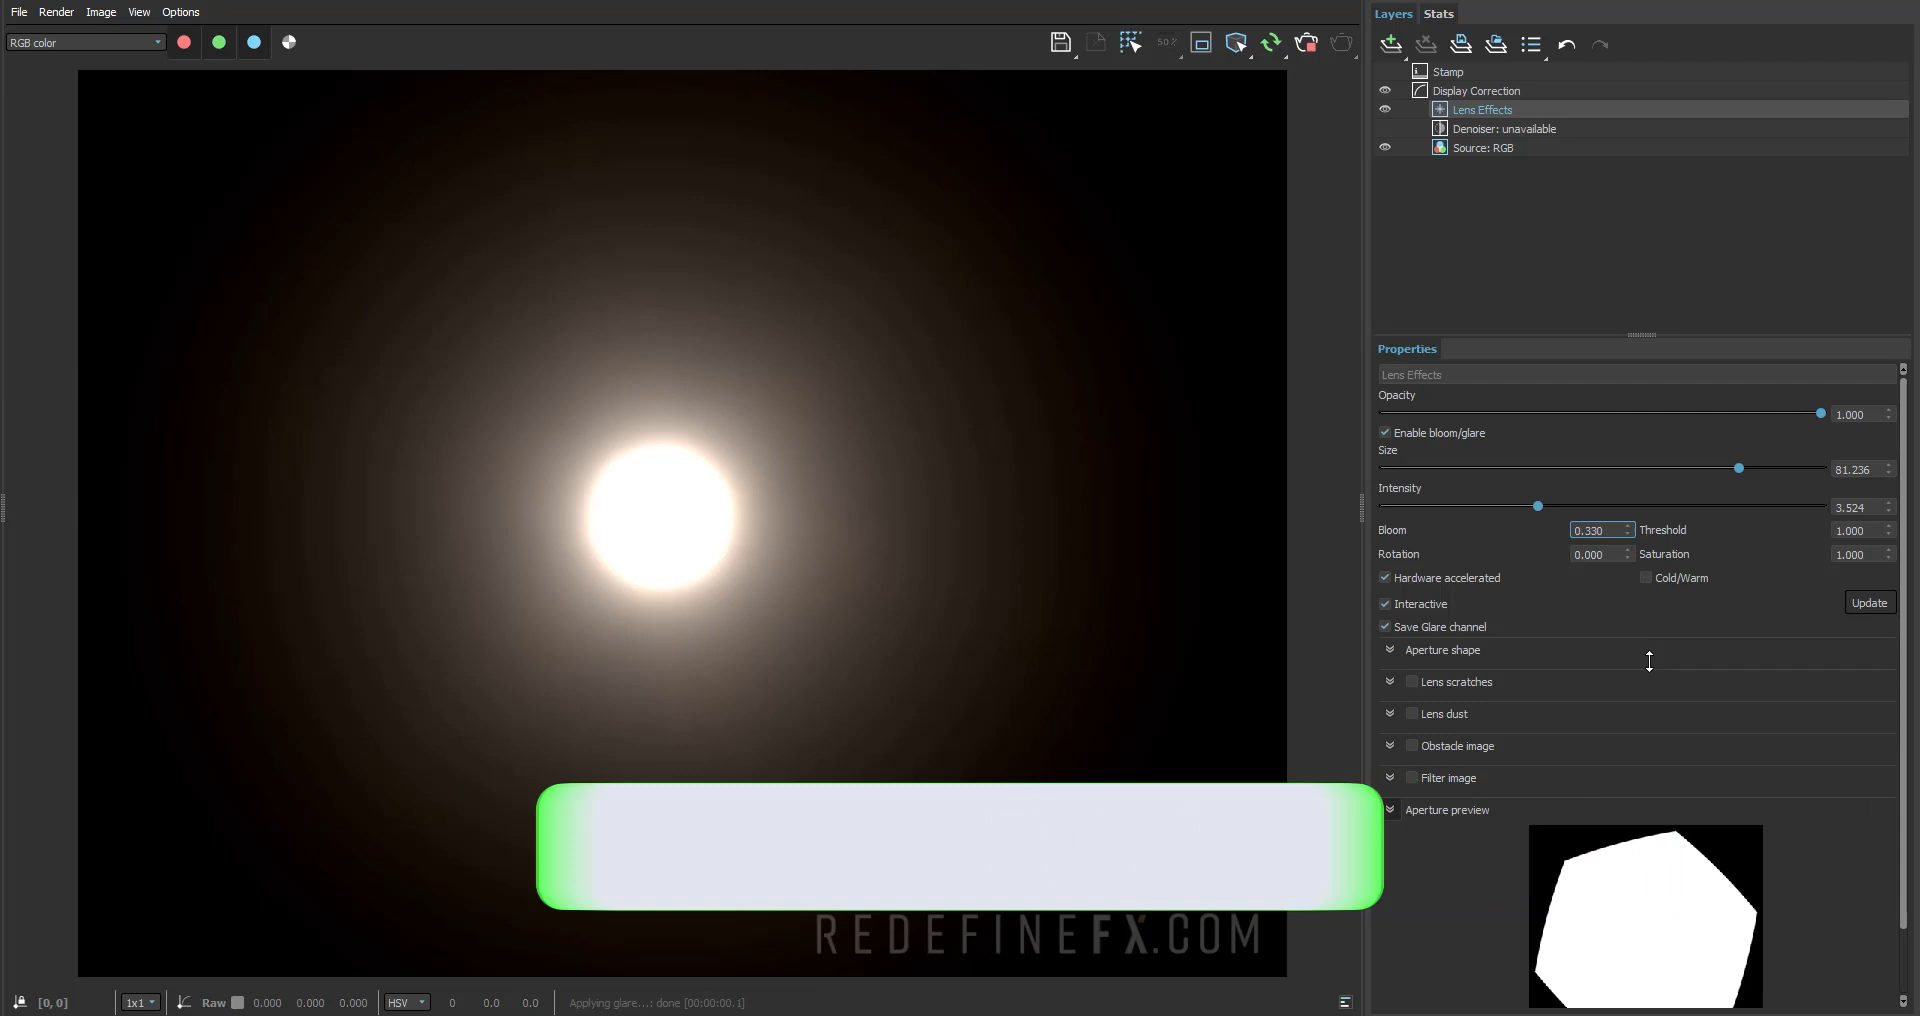 File Render Image View Options
RGB color
50%
Layers Stats
Stamp
Display Correction
Lens Effects
Denoiser: unavailable
Source: RGB
Properties
Lens Effects
Opacity
1.000
Enable bloom/glare
Size
81.236
Intensity
3.524
Bloom 0.330 Threshold 1.000
Rotation 0.000 Saturation 1.000
Hardware accelerated Cold/Warm
Interactive Update
Save Glare channel
Aperture shape
Lens scratches
Lens dust
Obstacle image
Filter image
Aperture preview
REDEFINEFX.COM
[0, 0] 1x1 Raw 0.000 0.000 0.000 HSV 0 0.0 0.0 Applying glare...: done [00:00:00.1]